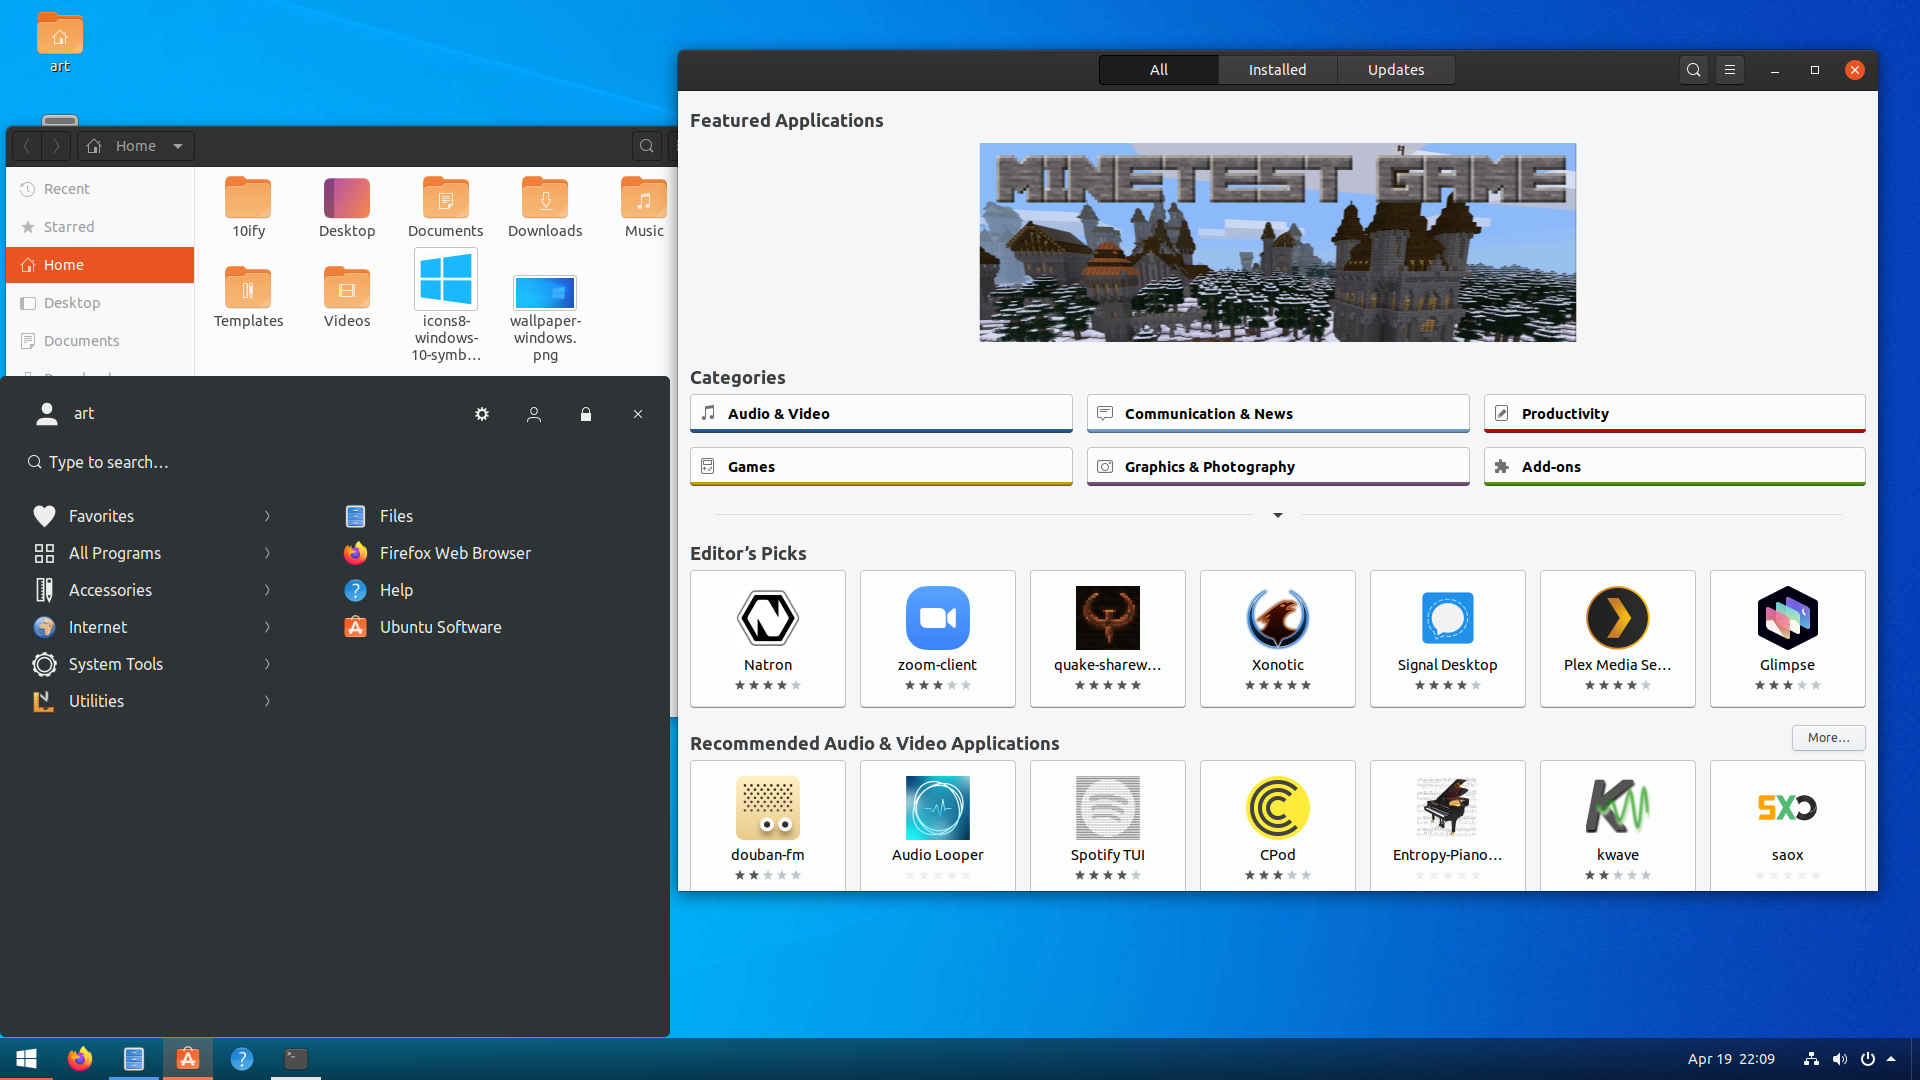 art
Home
Recent
Starred
Home
Desktop
Documents
10ify
Desktop
Documents
Downloads
Music
Templates
Videos
icons8-
windows-
10-symb...
wallpaper-
windows.
png
art
Type to search...
Favorites
All Programs
Accessories
Internet
System Tools
Utilities
Files
Firefox Web Browser
Help
Ubuntu Software
All
Installed
Updates
Featured Applications
MINETEST GAME
Categories
Audio & Video
Communication & News
Productivity
Games
Graphics & Photography
Add-ons
Editor’s Picks
Natron
zoom-client
quake-sharew...
Xonotic
Signal Desktop
Plex Media Se...
Glimpse
Recommended Audio & Video Applications
More...
SXC
douban-fm
Audio Looper
Spotify TUI
CPod
Entropy-Piano...
kwave
saox
Apr 19 22:09